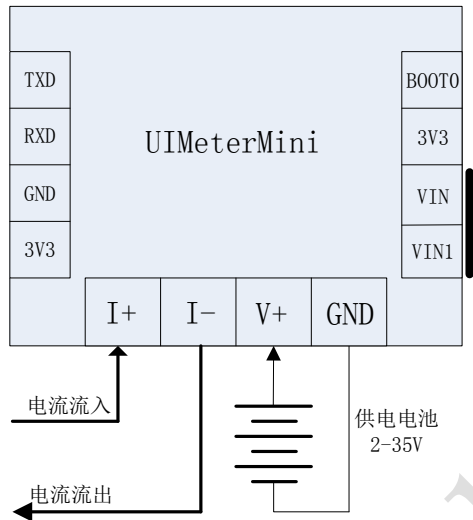 TXD
RXD
GND
3V3
UIMeterMini
BOOT0
3V3
VIN
VIN1
I+
I-
V+
GND
电流流入
电流流出
供电电池
2-35V